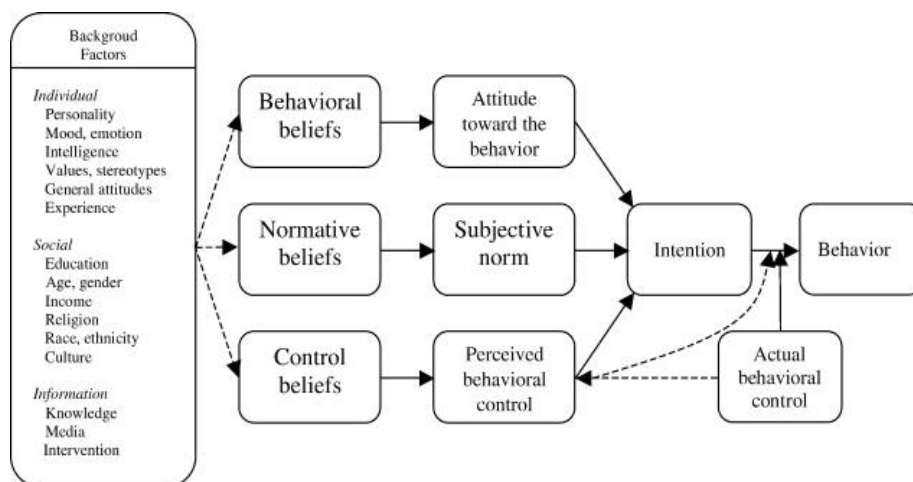 Backgroud
Factors
Individual
Personality
Mood, emotion
Intelligence
Values, stereotypes
General attitudes
Experience
Social
Education
Age, gender
Income
Religion
Race, ethnicity
Culture
Information
Knowledge
Media
Intervention
Behavioral
beliefs
Attitude
toward the
behavior
Normative
beliefs
Subjective
norm
Intention
Behavior
Control
beliefs
Perceived
behavioral
control
Actual
behavioral
control